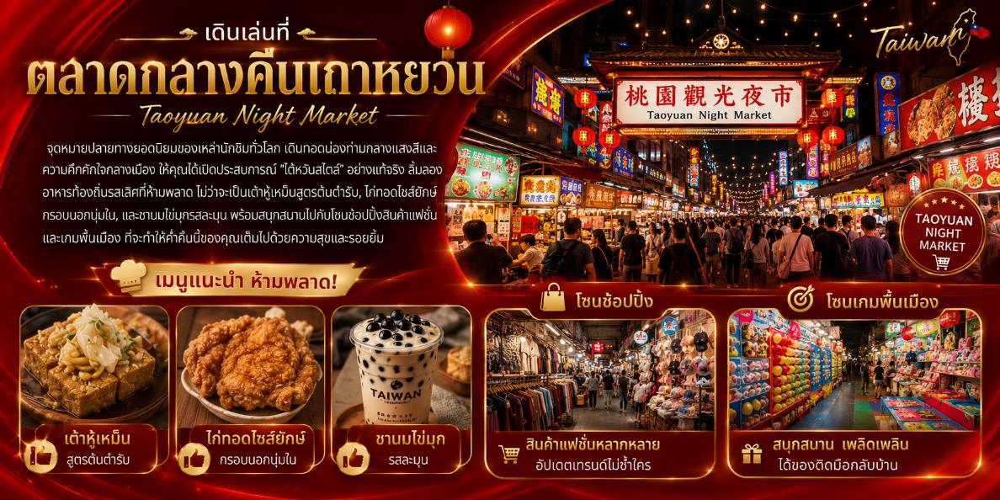 เดินเล่นที่
ตลาดกลางคืนเถาหยวน
Taoyuan Night Market
จุดหมายปลายทางยอดนิยมของเหล่านักชิมทั่วโลก เดินทอดน่องท่ามกลางแสงสีและ
ความคึกคักใจกลางเมือง ให้คุณได้เปิดประสบการณ์ "ไต้หวันสไตล์" อย่างแท้จริง ลิ้มลอง
อาหารท้องถิ่นรสเลิศที่ห้ามพลาด ไม่ว่าจะเป็นเต้าหู้เหม็นสูตรต้นตำรับ, ไก่ทอดไซส์ยักษ์
กรอบนอกนุ่มใน, และชานมไข่มุกรสละมุน พร้อมสนุกสนานไปกับโซนช้อปปิ้งสินค้าแฟชั่น
และเกมพื้นเมือง ที่จะทำให้ค่ำคืนนี้ของคุณเต็มไปด้วยความสุขและรอยยิ้ม
Taiwan
桃園觀光夜市
Taoyuan Night Market
TAOYUAN
NIGHT
MARKET
เมนูแนะนำ ห้ามพลาด!
TAIWAN
เต้าหู้เหม็น
สูตรต้นตำรับ
ไก่ทอดไซส์ยักษ์
กรอบนอกนุ่มใน
ชานมไข่มุก
รสละมุน
โซนช้อปปิ้ง
สินค้าแฟชั่นหลากหลาย
อัปเดตเทรนด์ไม่ซ้ำใคร
โซนเกมพื้นเมือง
สนุกสนาน เพลิดเพลิน
ได้ของติดมือกลับบ้าน